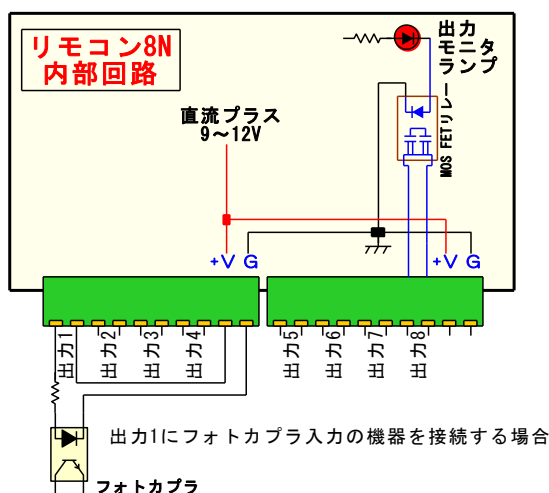 リモコン8N
内部回路
出力
モニタ
ランプ
直流プラス
9～12V
MOS FETリレー
+V G
+V G
出力1
出力2
出力3
出力4
出力5
出力6
出力7
出力8
出力1にフォトカプラ入力の機器を接続する場合
フォトカプラ